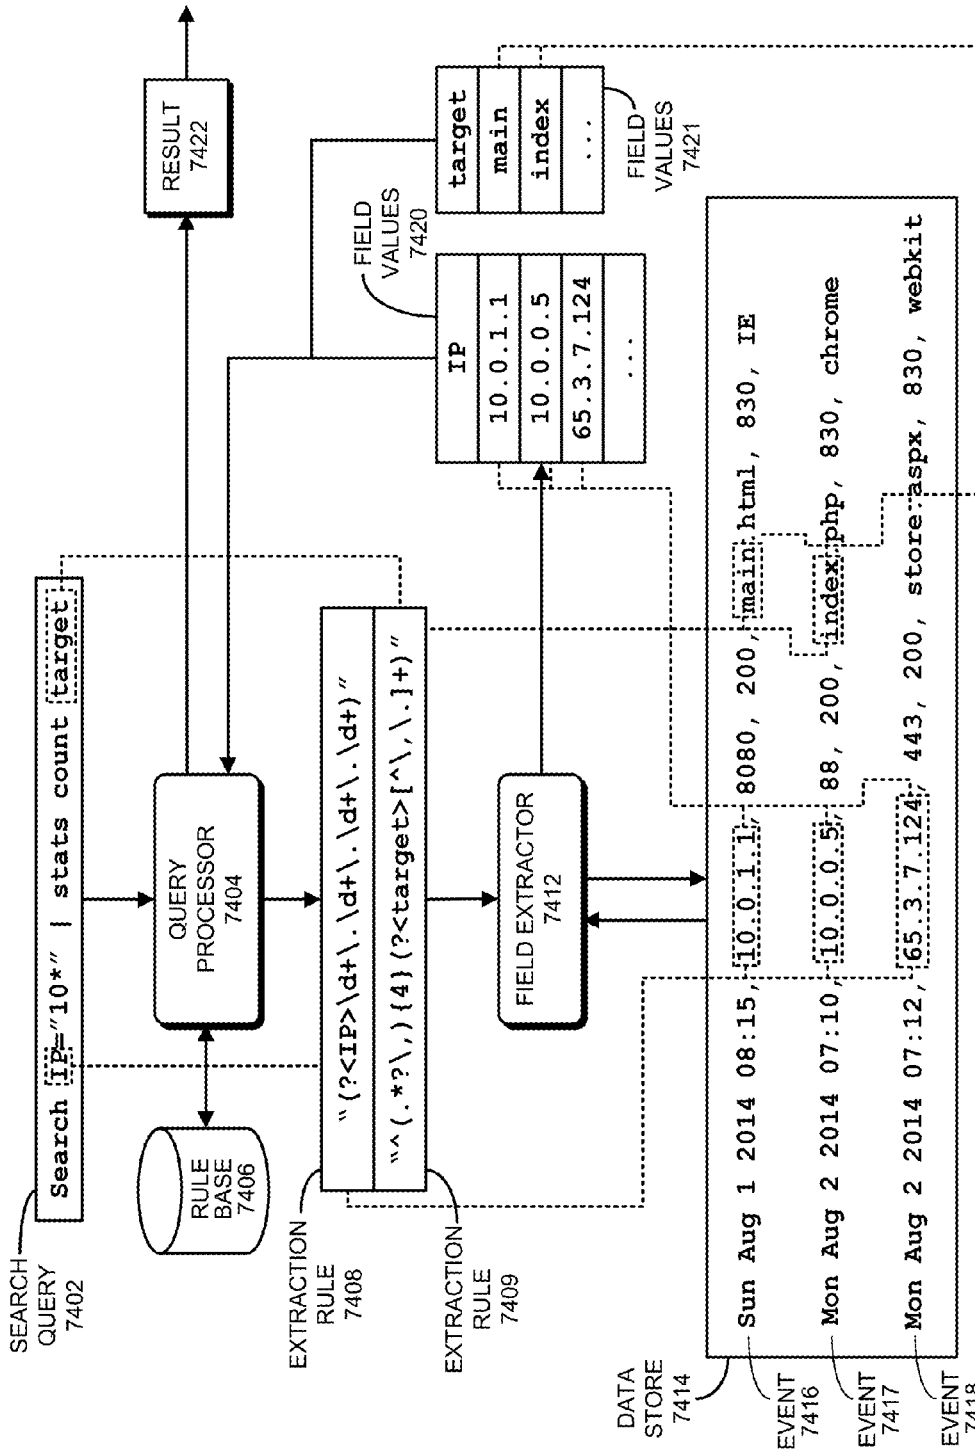 SEARCH
QUERY
7402
Search IP="10*" | stats count target
RULE
BASE
7406
QUERY
PROCESSOR
7404
RESULT
7422
EXTRACTION
RULE
7408
"(?<IP>\d+\.\d+\.\d+\.\d+)"
"^(.*?\,){4}(?<target>[^\,\.]+)"
EXTRACTION
RULE
7409
FIELD EXTRACTOR
7412
FIELD
VALUES
7420
IP
10.0.1.1
10.0.0.5
65.3.7.124
...
target
main
index
...
FIELD
VALUES
7421
DATA
STORE
7414
Sun Aug 1 2014 08:15, 10.0.1.1, 8080, 200, main.html, 830, IE
EVENT
7416
Mon Aug 2 2014 07:10, 10.0.0.5, 88, 200, index.php, 830, chrome
EVENT
7417
Mon Aug 2 2014 07:12, 65.3.7.124, 443, 200, store.aspx, 830, webkit
EVENT
7418